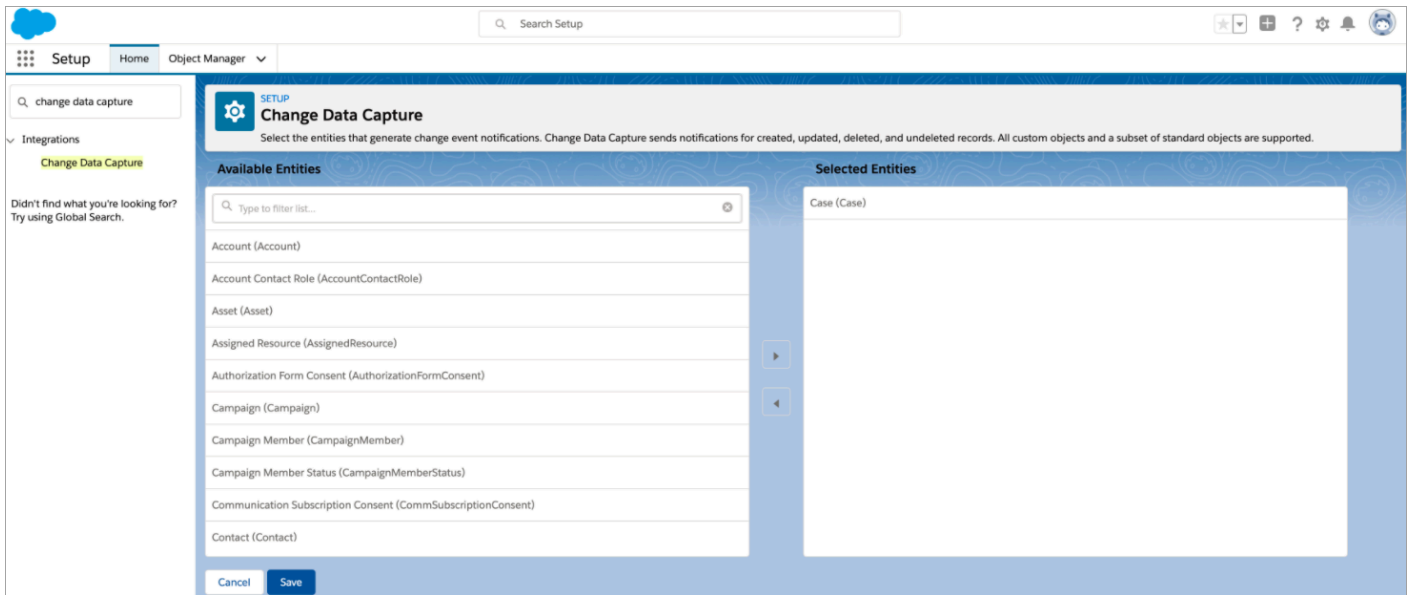 Search Setup
Setup
Home
Object Manager
change data capture
Integrations
Change Data Capture
Didn't find what you're looking for?
Try using Global Search.
SETUP
Change Data Capture
Select the entities that generate change event notifications. Change Data Capture sends notifications for created, updated, deleted, and undeleted records. All custom objects and a subset of standard objects are supported.
Available Entities
Type to filter list...
Account (Account)
Account Contact Role (AccountContactRole)
Asset (Asset)
Assigned Resource (AssignedResource)
Authorization Form Consent (AuthorizationFormConsent)
Campaign (Campaign)
Campaign Member (CampaignMember)
Campaign Member Status (CampaignMemberStatus)
Communication Subscription Consent (CommSubscriptionConsent)
Contact (Contact)
Selected Entities
Case (Case)
Cancel
Save